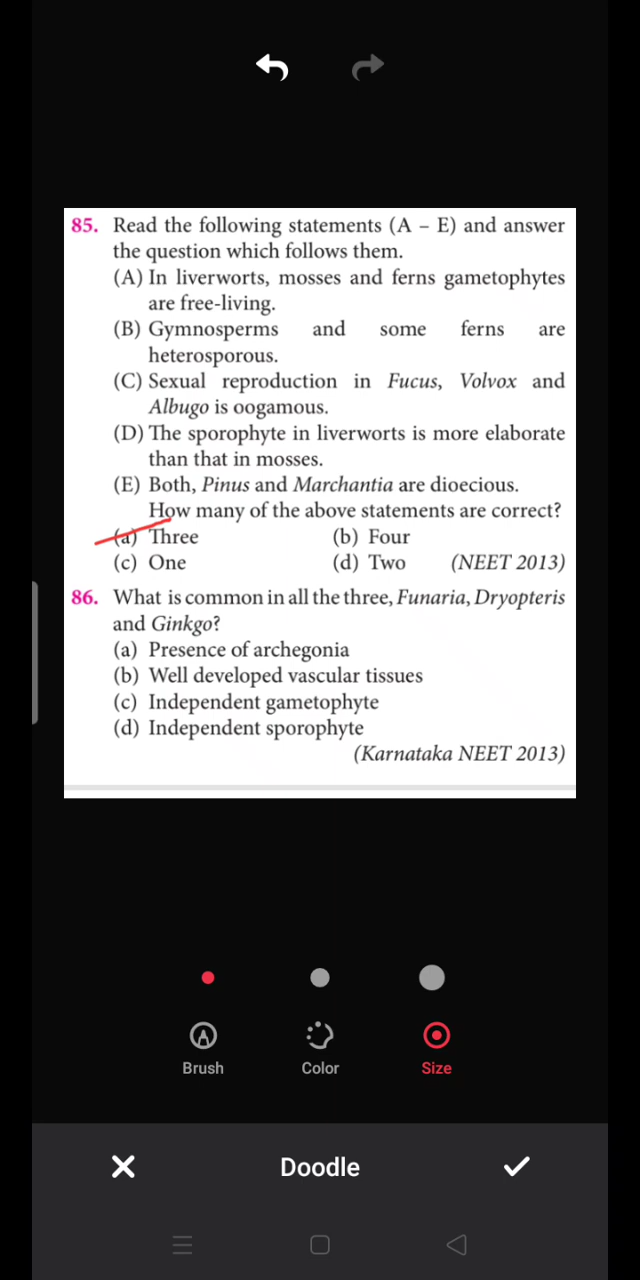 85. Read the following statements (A – E) and answer
the question which follows them.
(A) In liverworts, mosses and ferns gametophytes
are free-living.
(B) Gymnosperms and some ferns are
heterosporous.
(C) Sexual reproduction in Fucus, Volvox and
Albugo is oogamous.
(D) The sporophyte in liverworts is more elaborate
than that in mosses.
(E) Both, Pinus and Marchantia are dioecious.
How many of the above statements are correct?
(a) Three (b) Four
(c) One (d) Two (NEET 2013)
86. What is common in all the three, Funaria, Dryopteris
and Ginkgo?
(a) Presence of archegonia
(b) Well developed vascular tissues
(c) Independent gametophyte
(d) Independent sporophyte
(Karnataka NEET 2013)
Brush Color Size
Doodle